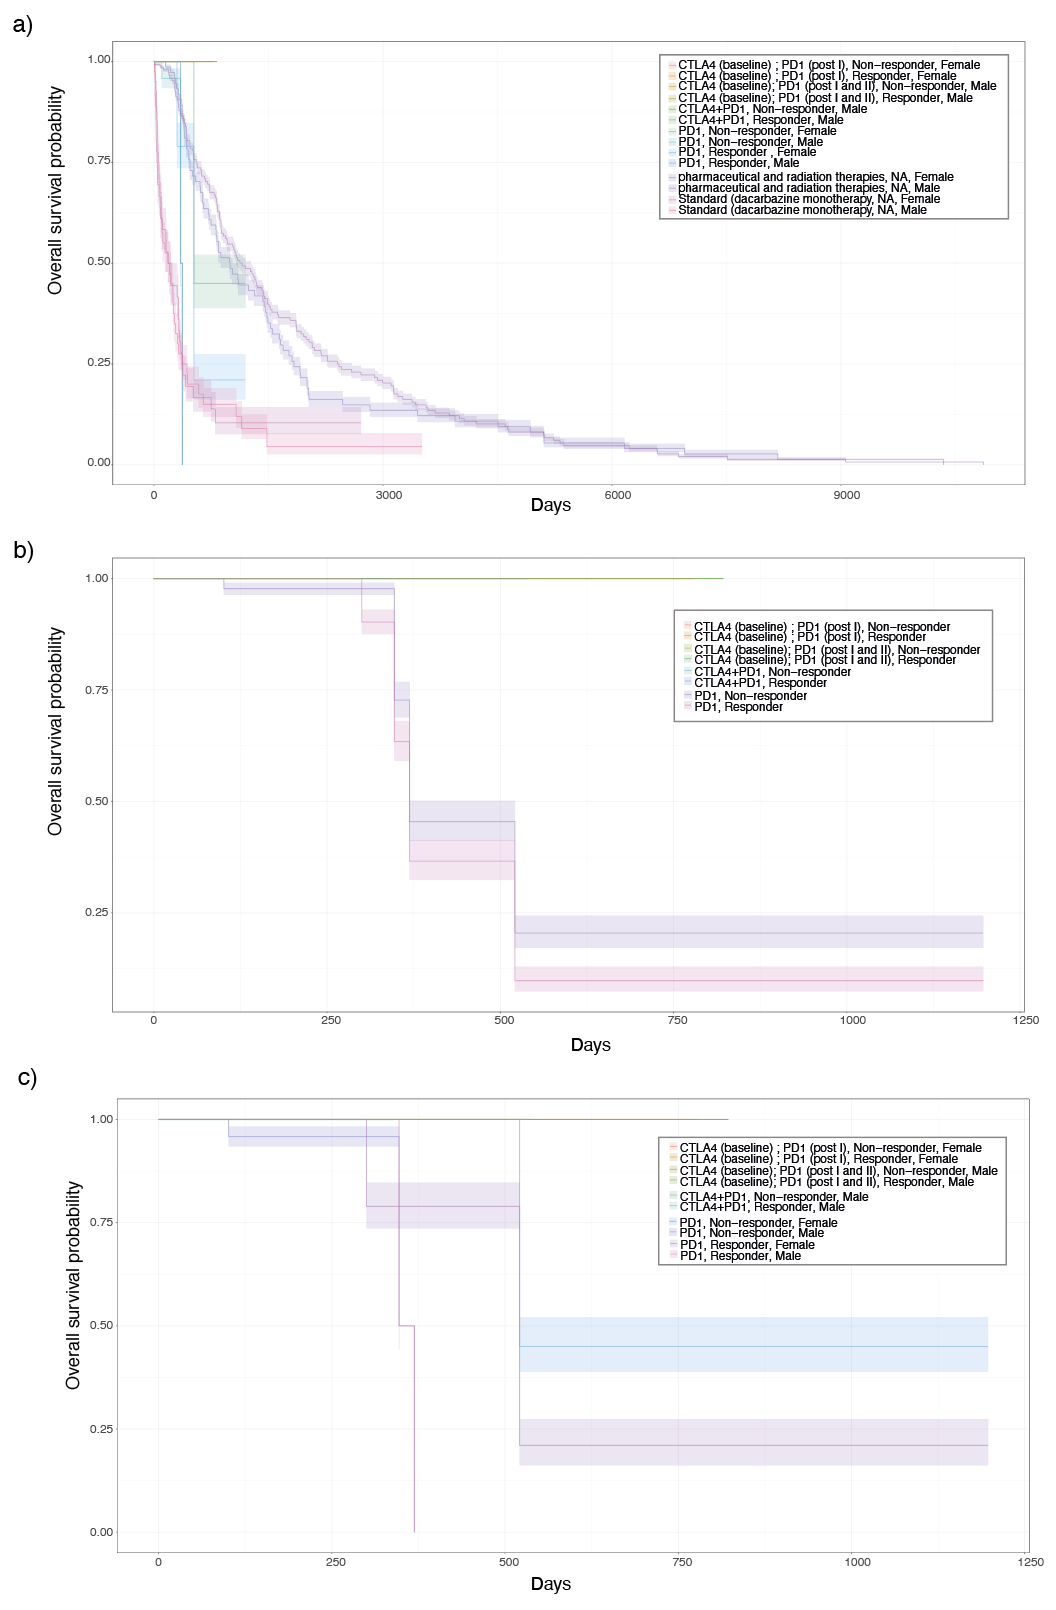 a)
Overall survival probability
1.00
0.75
0.50
0.25
0.00
CTLA4 (baseline) ; PD1 (post I), Non−responder, Female
CTLA4 (baseline) ; PD1 (post I), Responder, Female
CTLA4 (baseline); PD1 (post I and II), Non−responder, Male
CTLA4 (baseline); PD1 (post I and II), Responder, Male
CTLA4+PD1, Non−responder, Male
CTLA4+PD1, Responder, Male
PD1, Non−responder, Female
PD1, Non−responder, Male
PD1, Responder , Female
PD1, Responder, Male
pharmaceutical and radiation therapies, NA, Female
pharmaceutical and radiation therapies, NA, Male
Standard (dacarbazine monotherapy, NA, Female
Standard (dacarbazine monotherapy, NA, Male
0 3000 6000 9000
Days
b)
Overall survival probability
1.00
0.75
0.50
0.25
CTLA4 (baseline) ; PD1 (post I), Non−responder
CTLA4 (baseline) ; PD1 (post I), Responder
CTLA4 (baseline); PD1 (post I and II), Non−responder
CTLA4 (baseline); PD1 (post I and II), Responder
CTLA4+PD1, Non−responder
CTLA4+PD1, Responder
PD1, Non−responder
PD1, Responder
0 250 500 750 1000 1250
Days
c)
Overall survival probability
1.00
0.75
0.50
0.25
0.00
CTLA4 (baseline) ; PD1 (post I), Non−responder, Female
CTLA4 (baseline) ; PD1 (post I), Responder, Female
CTLA4 (baseline); PD1 (post I and II), Non−responder, Male
CTLA4 (baseline); PD1 (post I and II), Responder, Male
CTLA4+PD1, Non−responder, Male
CTLA4+PD1, Responder, Male
PD1, Non−responder, Female
PD1, Non−responder, Male
PD1, Responder, Female
PD1, Responder, Male
0 250 500 750 1000 1250
Days